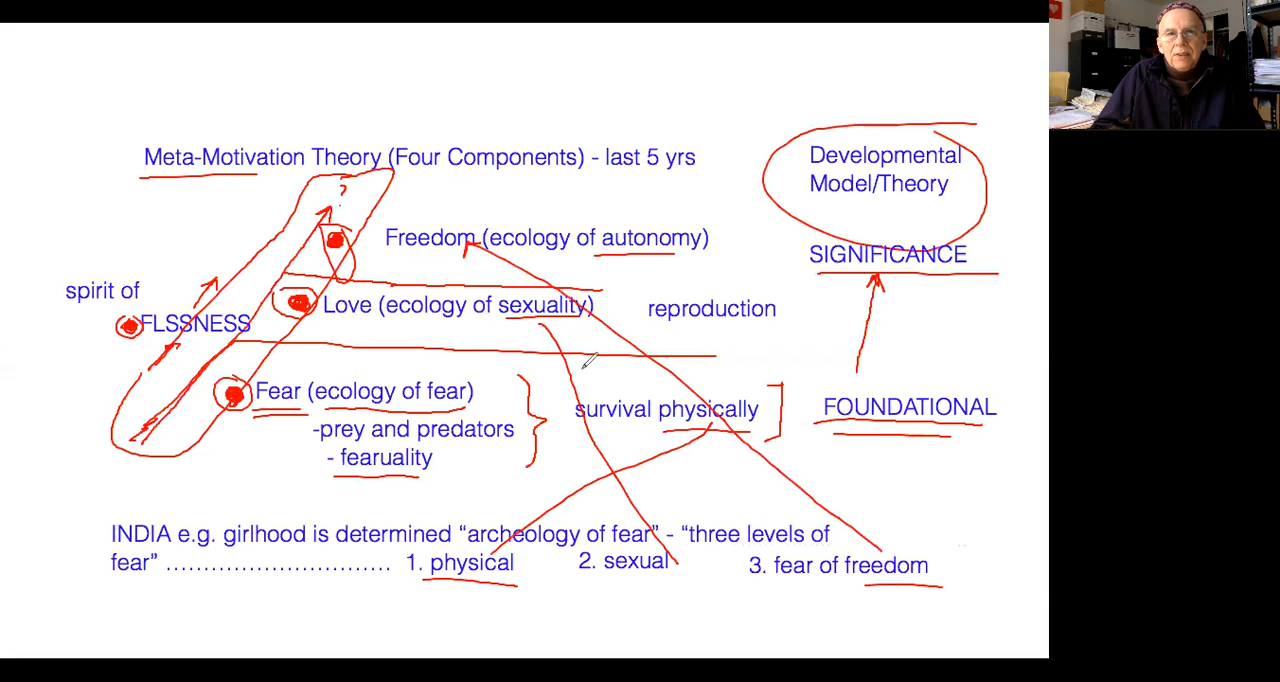 Meta-Motivation Theory (Four Components) - last 5 yrs
Developmental
Model/Theory
?
Freedom (ecology of autonomy)
SIGNIFICANCE
spirit of
FLSSNESS
Love (ecology of sexuality)
reproduction
Fear (ecology of fear)
-prey and predators
- fearuality
survival physically
FOUNDATIONAL
INDIA e.g. girlhood is determined “archeology of fear” - “three levels of
fear” ………………………… 1. physical 2. sexual 3. fear of freedom